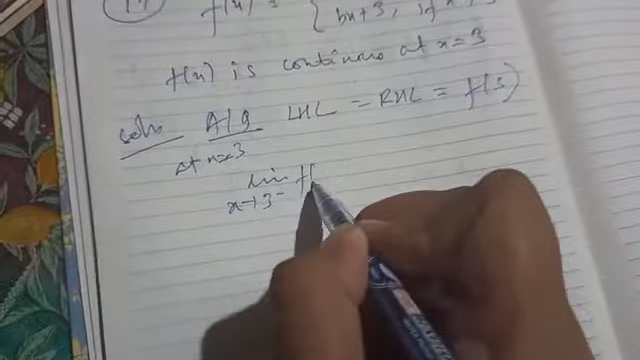 f(x) = { bx+3, if x
f(x) is continuous at x=3
Soln A/Q LHL = RHL = f(3)
at x=3
lim f(
x→3⁻